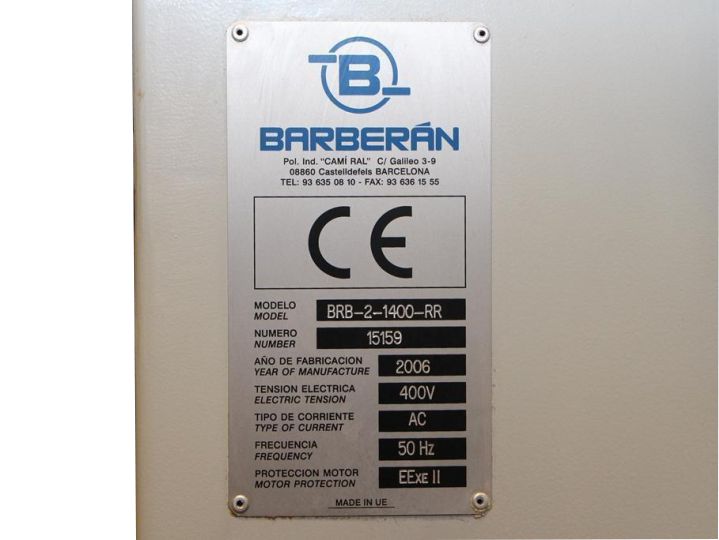 B
BARBERÁN
Pol. Ind. "CAMÍ RAL" C/ Galileo 3-9
08860 Castelldefels BARCELONA
TEL: 93 635 08 10 - FAX: 93 636 15 55
CE
MODELO BRB-2-1400-RR
MODEL
NUMERO 15159
NUMBER
AÑO DE FABRICACION 2006
YEAR OF MANUFACTURE
TENSION ELECTRICA 400V
ELECTRIC TENSION
TIPO DE CORRIENTE AC
TYPE OF CURRENT
FRECUENCIA 50 Hz
FREQUENCY
PROTECCION MOTOR EExe II
MOTOR PROTECTION
MADE IN UE